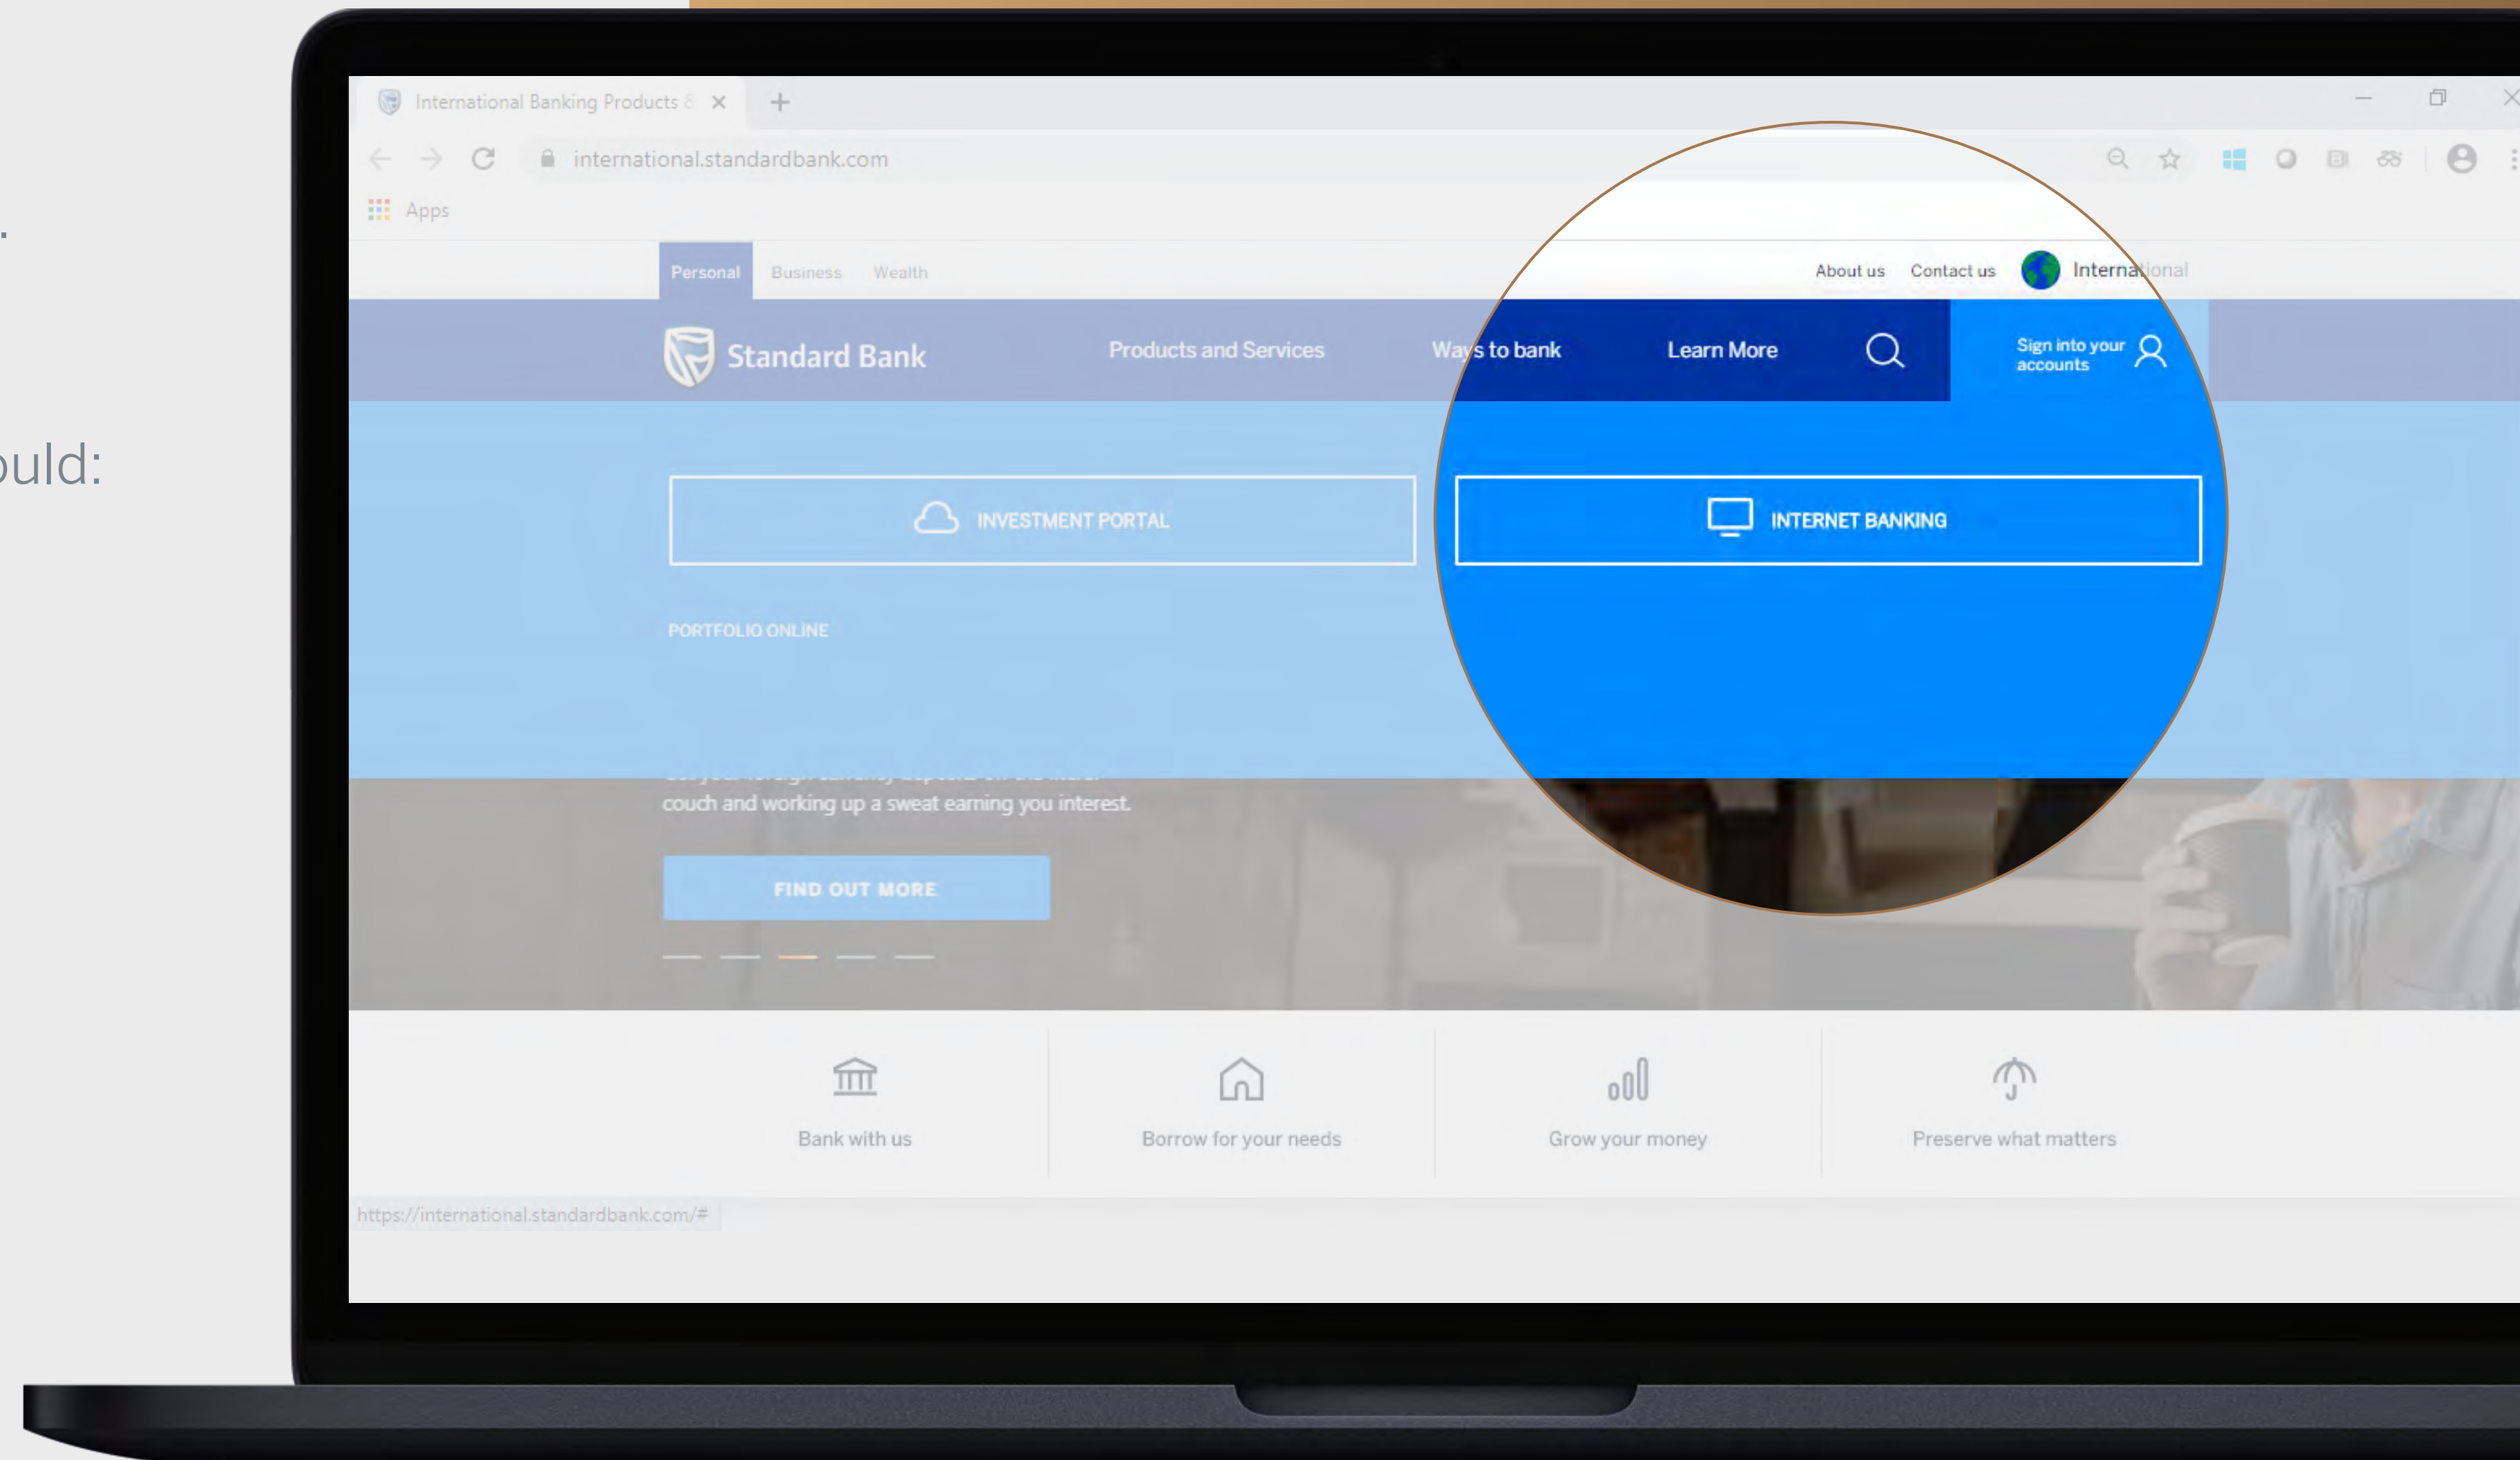 .
ould:
International Banking Products &
international.standardbank.com
Apps
Personal Business Wealth About us Contact us International
Standard Bank Products and Services Ways to bank Learn More Sign into your
accounts
INVESTMENT PORTAL INTERNET BANKING
PORTFOLIO ONLINE
couch and working up a sweat earning you interest.
FIND OUT MORE
Bank with us Borrow for your needs Grow your money Preserve what matters
https://international.standardbank.com/#